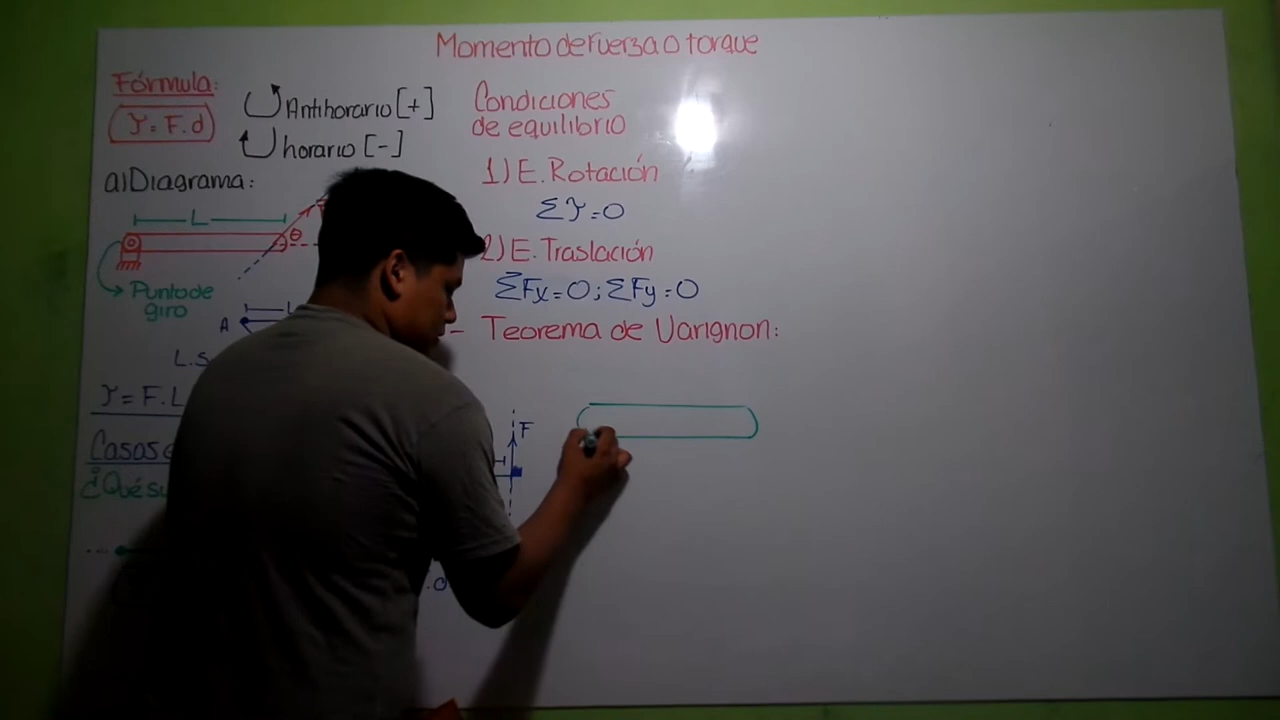 Momento de Fuerza o torque
Fórmula:
τ = F.d
Antihorario [+]
horario [-]
a) Diagrama:
L
θ
Punto de
giro
A
L
L.S
τ = F.L
Casos
¿Qué su
Condiciones
de equilibrio
1) E. Rotación
Στ = 0
2) E. Traslación
ΣFx = 0 ; ΣFy = 0
- Teorema de Varignon:
F